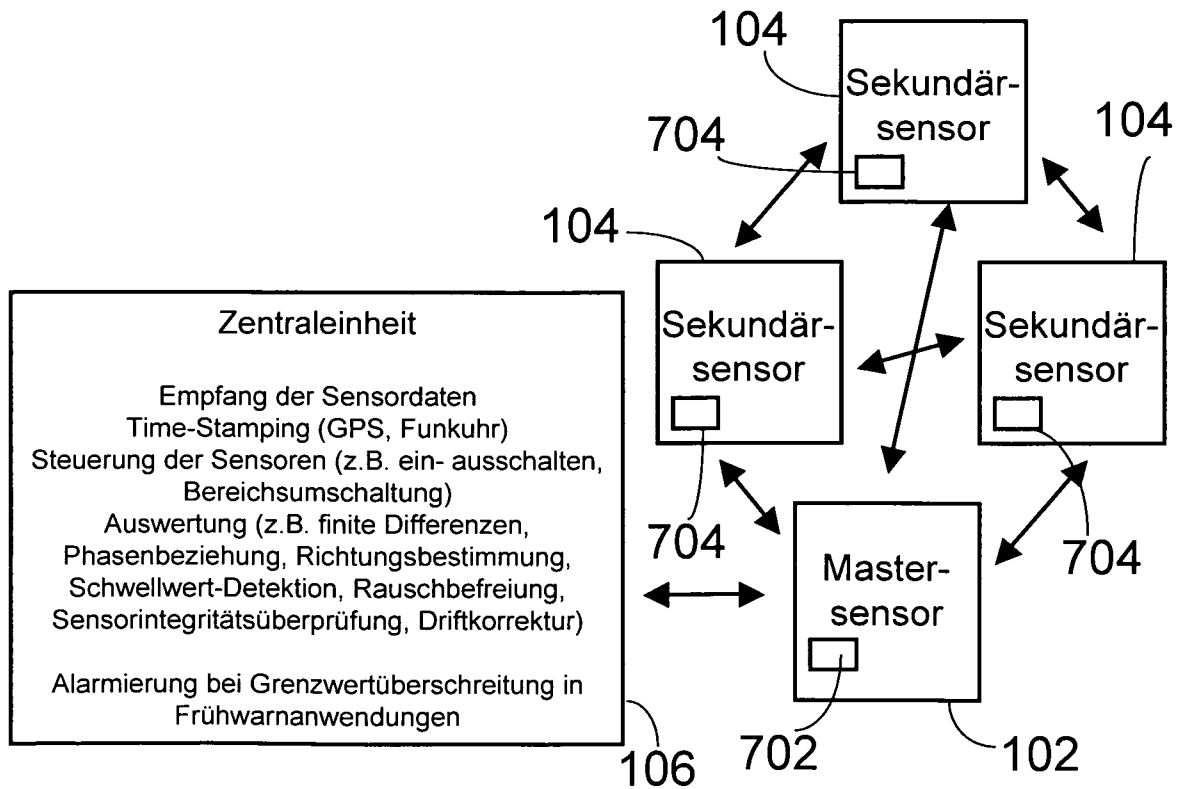 104
Sekundär-
sensor
704
104
104
Sekundär-
sensor
704
Sekundär-
sensor
704
Zentraleinheit
Empfang der Sensordaten
Time-Stamping (GPS, Funkuhr)
Steuerung der Sensoren (z.B. ein- ausschalten,
Bereichsumschaltung)
Auswertung (z.B. finite Differenzen,
Phasenbeziehung, Richtungsbestimmung,
Schwellwert-Detektion, Rauschbefreiung,
Sensorintegritätsüberprüfung, Driftkorrektur)
Alarmierung bei Grenzwertüberschreitung in
Frühwarnanwendungen
106
Master-
sensor
702
102